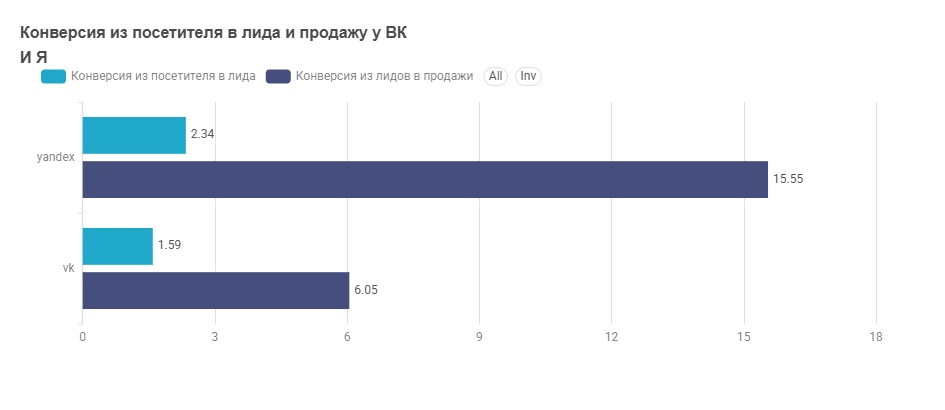 Конверсия из посетителя в лида и продажу у ВК
И Я
Конверсия из посетителя в лида Конверсия из лидов в продажи All Inv
yandex
2.34
15.55
vk
1.59
6.05
0 3 6 9 12 15 18